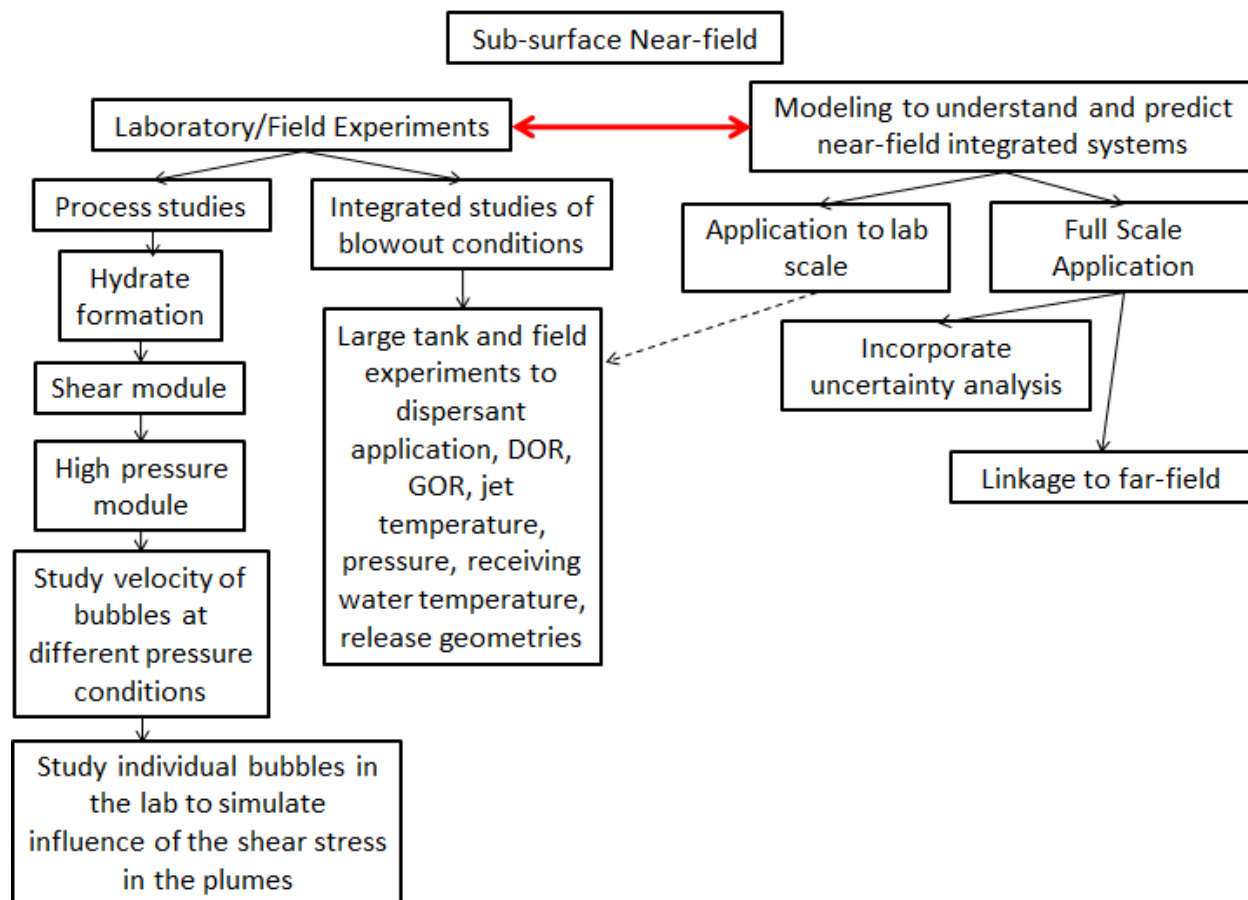 Sub-surface Near-field
Laboratory/Field Experiments
Modeling to understand and predict
near-field integrated systems
Process studies
Integrated studies of
blowout conditions
Application to lab
scale
Full Scale
Application
Hydrate
formation
Shear module
High pressure
module
Study velocity of
bubbles at
different pressure
conditions
Study individual bubbles in
the lab to simulate
influence of the shear stress
in the plumes
Large tank and field
experiments to
dispersant
application, DOR,
GOR, jet
temperature,
pressure, receiving
water temperature,
release geometries
Incorporate
uncertainty analysis
Linkage to far-field